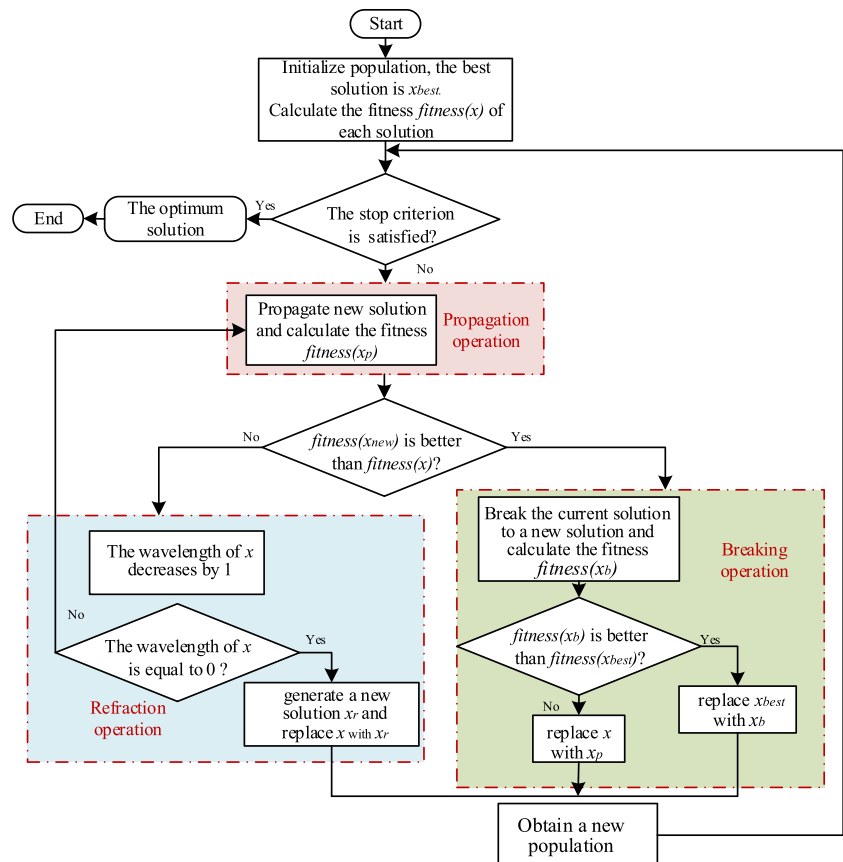 Start
Initialize population, the best
solution is xbest.
Calculate the fitness fitness(x) of
each solution
The stop criterion
is satisfied?
Yes
The optimum
solution
End
No
Propagate new solution
and calculate the fitness
fitness(xp)
Propagation
operation
fitness(xnew) is better
than fitness(x)?
No
Yes
The wavelength of x
decreases by 1
No
The wavelength of x
is equal to 0 ?
Yes
generate a new
solution xr and
replace x with xr
Refraction
operation
Break the current solution
to a new solution and
calculate the fitness
fitness(xb)
Breaking
operation
fitness(xb) is better
than fitness(xbest)?
Yes
No
replace x
with xp
replace xbest
with xb
Obtain a new
population